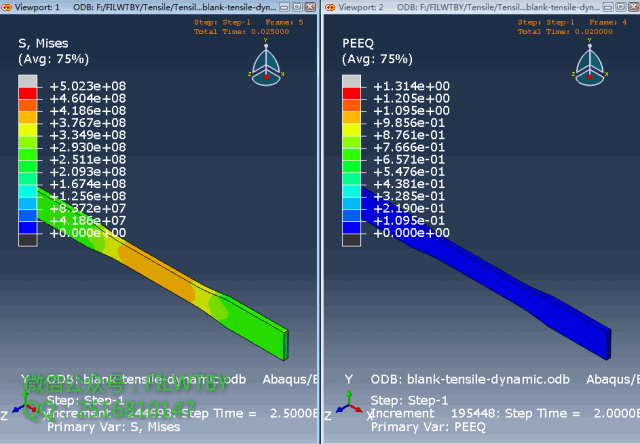 Viewport: 1 ODB: F:/FILWTBY/Tensile/Tensil...blank-tensile-dyn...
Step: Step-1 Frame: 5
Total Time: 0.025000
S, Mises
(Avg: 75%)
+5.023e+08
+4.604e+08
+4.186e+08
+3.767e+08
+3.349e+08
+2.930e+08
+2.511e+08
+2.093e+08
+1.674e+08
+1.256e+08
+8.372e+07
+4.186e+07
+0.000e+00
Y
Z
X
微信公众号：FILWTBY
ODB: blank-tensile-dynamic.odb Abaqus/E
Step: Step-1
Increment 244693: Step Time = 2.5000E
Primary Var: S, Mises
Viewport: 2 ODB: F:/FILWTBY/Tensile/Tensi...blank-tensile-dyn...
Step: Step-1 Frame: 4
Total Time: 0.020000
PEEQ
(Avg: 75%)
+1.314e+00
+1.205e+00
+1.095e+00
+9.856e-01
+8.761e-01
+7.666e-01
+6.571e-01
+5.476e-01
+4.381e-01
+3.285e-01
+2.190e-01
+1.095e-01
+0.000e+00
Y
Z
X
ODB: blank-tensile-dynamic.odb Abaqus/E
Step: Step-1
Increment 195448: Step Time = 2.0000E
Primary Var: PEEQ